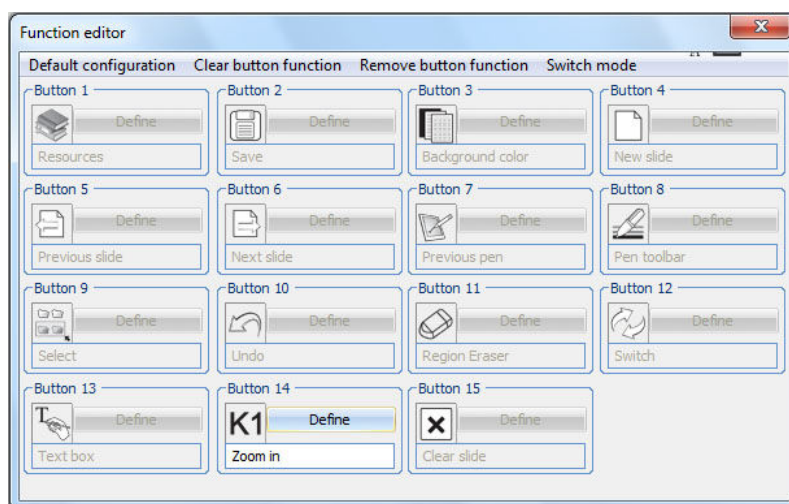 Function editor
Default configuration Clear button function Remove button function Switch mode
Button 1 Button 2 Button 3 Button 4
Define Define Define Define
Resources Save Background color New slide
Button 5 Button 6 Button 7 Button 8
Define Define Define Define
Previous slide Next slide Previous pen Pen toolbar
Button 9 Button 10 Button 11 Button 12
Define Define Define Define
Select Undo Region Eraser Switch
Button 13 Button 14 Button 15
T Define K1 Define Define
Text box Zoom in Clear slide